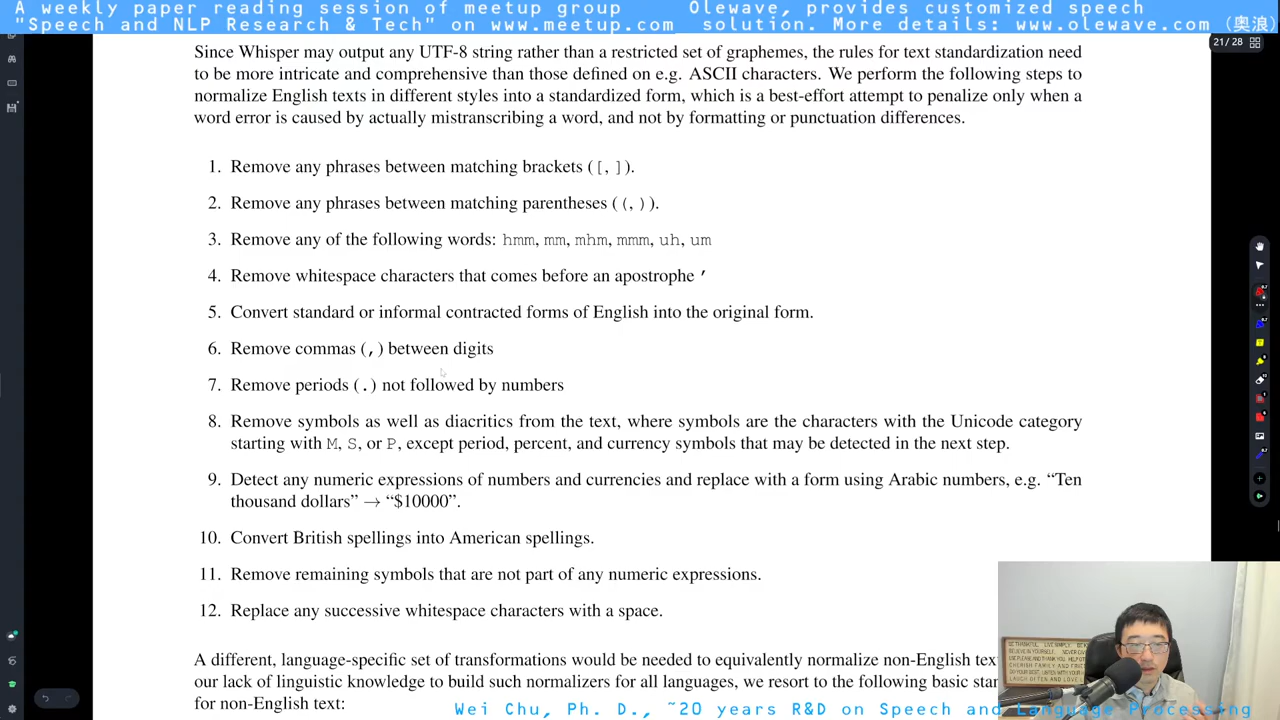 A weekly paper reading session of meetup group
"Speech and NLP Research & Tech" on www.meetup.com
Olewave, provides customized speech
solution. More details: www.olewave.com (奥浪)
21/28
Since Whisper may output any UTF-8 string rather than a restricted set of graphemes, the rules for text standardization need
to be more intricate and comprehensive than those defined on e.g. ASCII characters. We perform the following steps to
normalize English texts in different styles into a standardized form, which is a best-effort attempt to penalize only when a
word error is caused by actually mistranscribing a word, and not by formatting or punctuation differences.
1. Remove any phrases between matching brackets ([, ]).
2. Remove any phrases between matching parentheses ((, )).
3. Remove any of the following words: hmm, mm, mhm, mmm, uh, um
4. Remove whitespace characters that comes before an apostrophe '
5. Convert standard or informal contracted forms of English into the original form.
6. Remove commas (,) between digits
7. Remove periods (.) not followed by numbers
8. Remove symbols as well as diacritics from the text, where symbols are the characters with the Unicode category
starting with M, S, or P, except period, percent, and currency symbols that may be detected in the next step.
9. Detect any numeric expressions of numbers and currencies and replace with a form using Arabic numbers, e.g. “Ten
thousand dollars” → “$10000”.
10. Convert British spellings into American spellings.
11. Remove remaining symbols that are not part of any numeric expressions.
12. Replace any successive whitespace characters with a space.
A different, language-specific set of transformations would be needed to equivalently normalize non-English tex
our lack of linguistic knowledge to build such normalizers for all languages, we resort to the following basic stan
for non-English text:
Wei Chu, Ph. D., ~20 years R&D on Speech and Language Processing